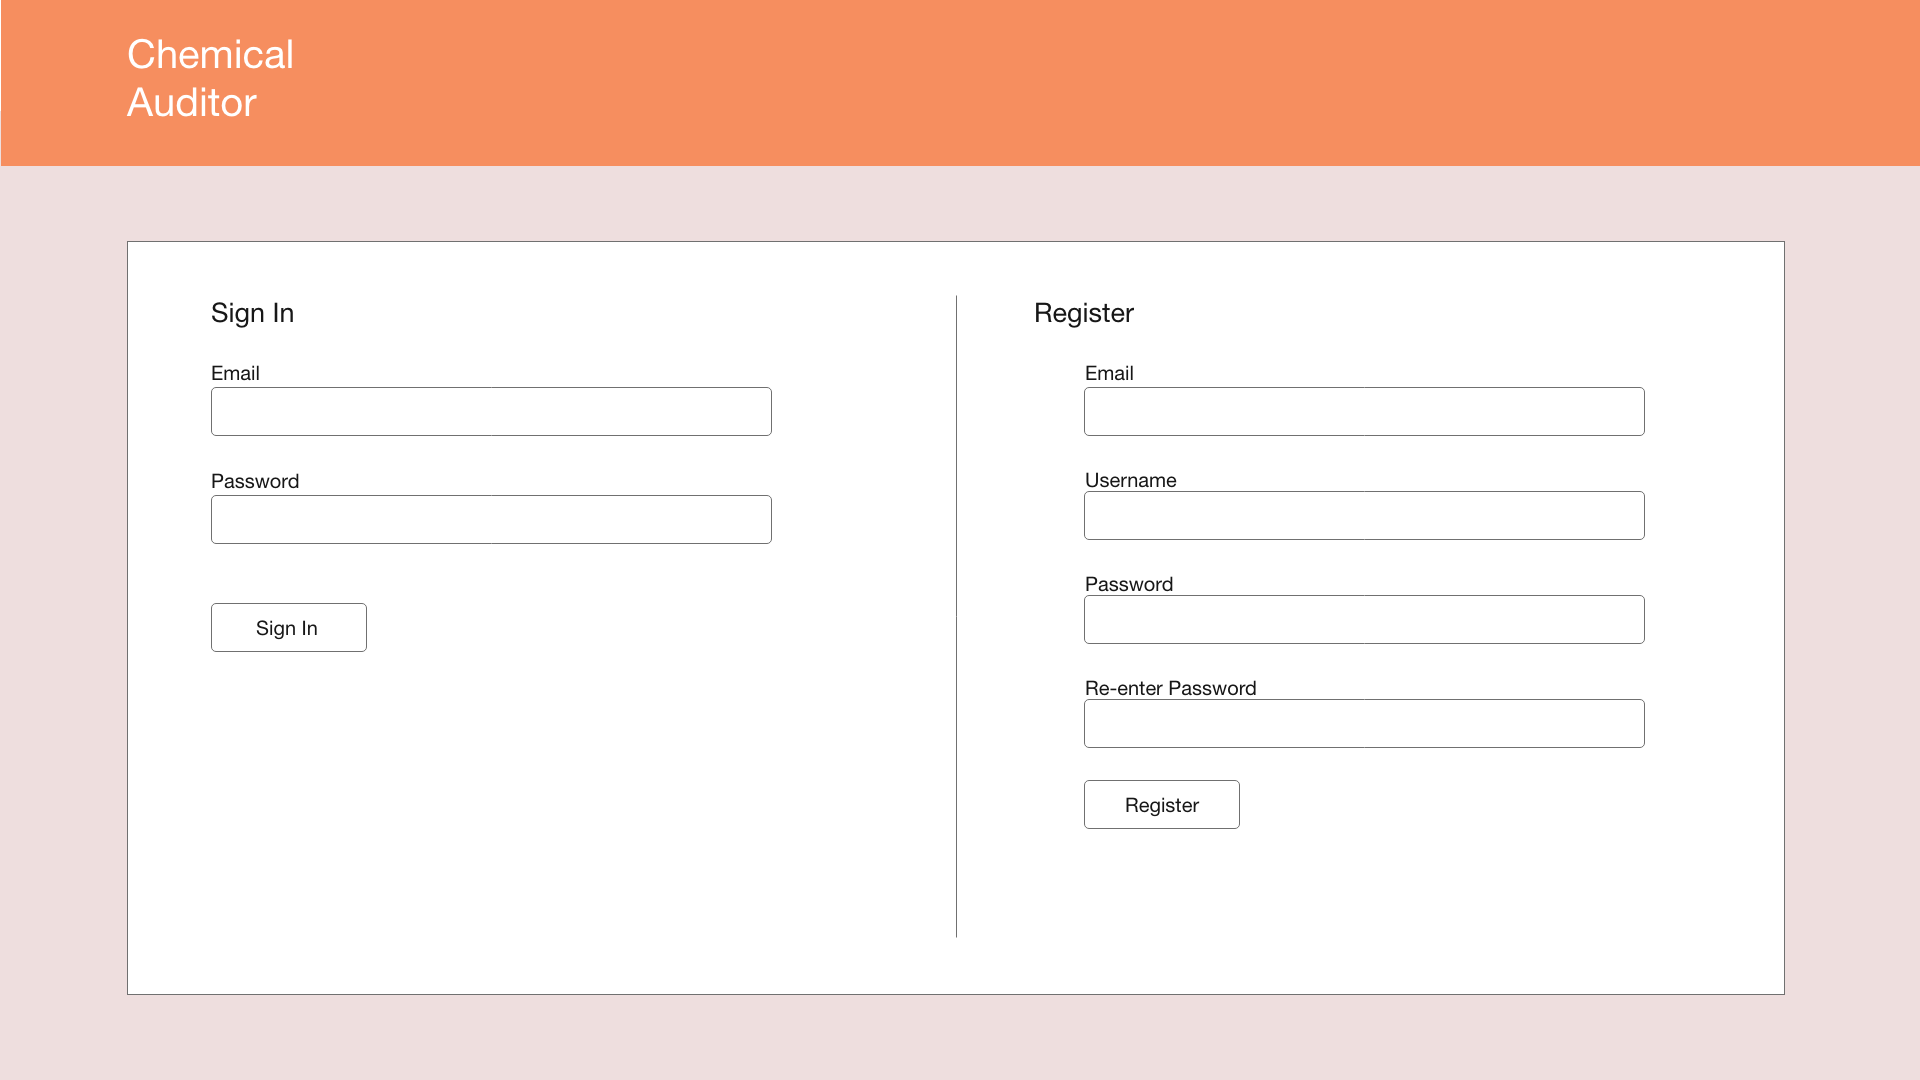 Chemical
Auditor
Sign In
Email
Password
Sign In
Register
Email
Username
Password
Re-enter Password
Register